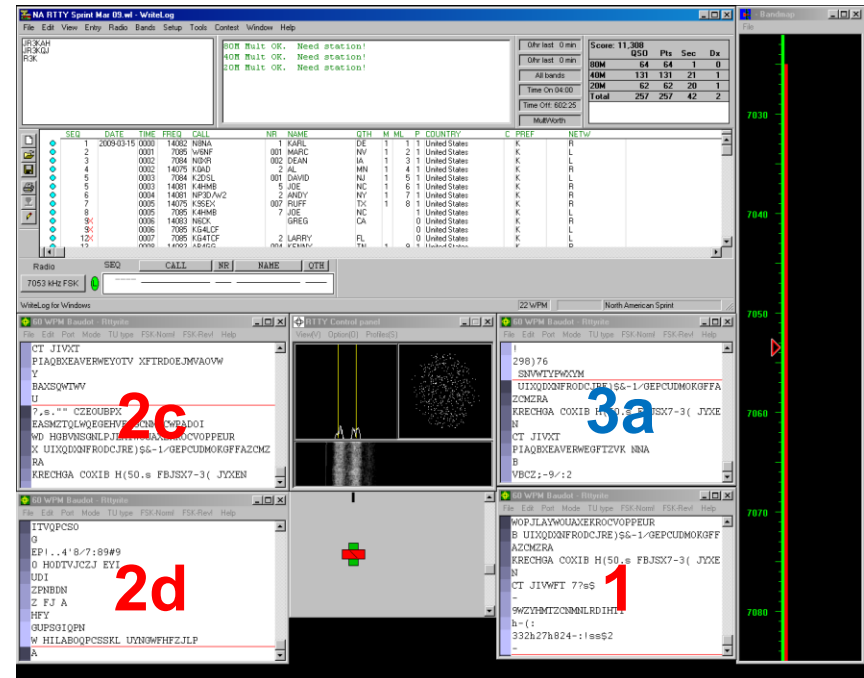 NA RTTY Sprint Mar 09.wl - WriteLog
File Edit View Entry Radio Bands Setup Tools Contest Window Help
JR3KAH
JR3KQJ
R3K
80M Mult OK. Need station!
40M Mult OK. Need station!
20M Mult OK. Need station!
Q/hr last 0 min
Q/hr last 0 min
All bands
Time On 04:00
Time Off: 602:25
Mult/Worth
Score: 11,308
QSO Pts Sec Dx
80M 64 64 1 0
40M 131 131 21 1
20M 62 62 20 1
Total 257 257 42 2
SEQ DATE TIME FREQ CALL NR NAME QTH M ML P COUNTRY C PREF NETW
1 2009-03-15 0000 14082 N8NA 1 KARL DE 1 1 1 United States K R
2 0001 7085 W6NF 001 MARC NV 1 2 1 United States K L
3 0002 7084 N0XR 002 DEAN IA 1 3 1 United States K L
4 0002 14075 K0AD 2 AL MN 1 4 1 United States K R
5 0003 7084 K2DSL 001 DAVID NJ 1 5 1 United States K L
5 0003 14081 K4HMB 5 JOE NC 1 6 1 United States K R
6 0004 14081 NP3D/W2 2 ANDY NY 1 7 1 United States K R
7 0005 14075 K9SEX 007 RUFF TX 1 8 1 United States K R
8 0005 7085 K4HMB 7 JOE NC 1 United States K L
9X 0006 14083 N6CK GREG CA 0 United States K R
9X 0006 7085 KG4LCF 0 United States K L
12X 0007 7085 KG4TCF 2 LARRY FL 0 United States K L
Radio SEQ CALL NR NAME QTH
7053 kHz FSK
L
WriteLog for Windows
22 WPM
North American Sprint
Bandmap
File
7030
7040
7050
7060
7070
7080
60 WPM Baudot - Rttyrite
File Edit Port Mode TU type FSK-Norml FSK-Rev! Help
CT JIVXT
PIAQBXEAVERWEYOTV XFTRDOEJMVAOVW
Y
BAXSQWTWV
U
?,s."" CZEOUBPX
X UIXQDXNFRODCJRE)$&-1/GEPCUDMOKGFFAZCMZ
RA
KRECHGA COXIB H(50.s FBJSX7-3( JYXEN
2c
RTTY Control panel
View(V) Option(O) Profiles(S)
60 WPM Baudot - Rttyrite
File Edit Port Mode TU type FSK-Norml FSK-Rev! Help
!
298)76
SNVWTYPWXYM
UIXQDXNFRODCJRE)$&-1/GEPCUDMOKGFFA
ZCMZRA
KRECHGA COXIB H(50.s FBJSX7-3( JYXE
N
CT JIVXT
PIAQBXEAVERWEGFTZVK NNA
B
VBCZ;-9/:2
3a
60 WPM Baudot - Rttyrite
File Edit Port Mode TU type FSK-Norml FSK-Rev! Help
ITVQPCSO
G
EP!..4'8/7:89#9
0 HODTVJCZJ EYI
UDI
ZPNBDN
Z FJ A
HFY
GUPSGIQPN
W HILABOQPCSSKL UYNGWFHFZJLP
A
2d
60 WPM Baudot - Rttyrite
File Edit Port Mode TU type FSK-Norml FSK-Rev! Help
WOPJLAYWOUAXEKROCVOPPEUR
B UIXQDXNFRODCJRE)$&-1/GEPCUDMOKGFF
AZCMZRA
KRECHGA COXIB H(50.s FBJSX7-3( JYXE
N
CT JIVWFT 7?s$
-
9WZYHMTZCNMNLRDIHTT
h-(:
332h27h824-:!ss$2
-
1